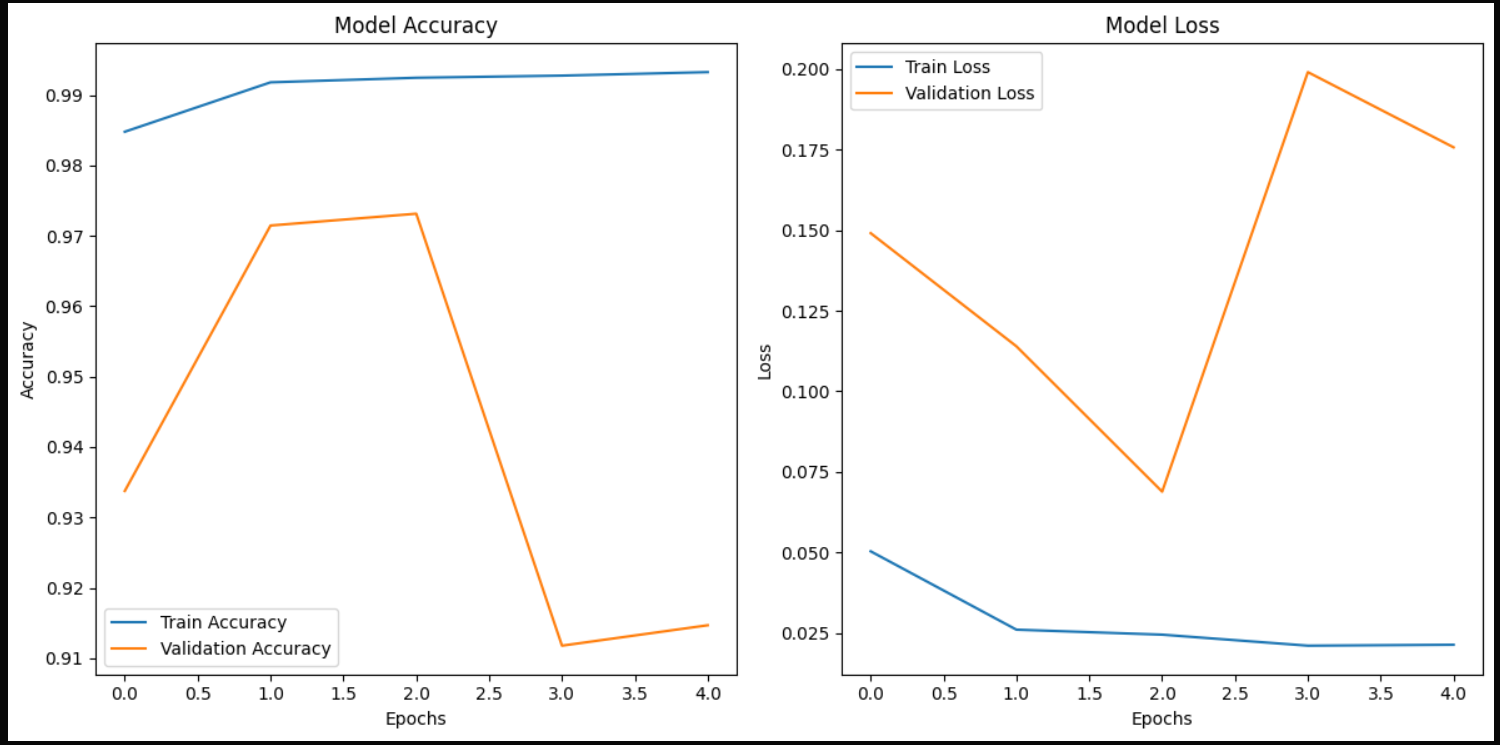 Model Accuracy
0.99
0.98
0.97
0.96
0.95
0.94
0.93
0.92
0.91
Accuracy
Train Accuracy
Validation Accuracy
0.0 0.5 1.0 1.5 2.0 2.5 3.0 3.5 4.0
Epochs
Model Loss
Train Loss
Validation Loss
0.200
0.175
0.150
0.125
0.100
0.075
0.050
0.025
Loss
0.0 0.5 1.0 1.5 2.0 2.5 3.0 3.5 4.0
Epochs